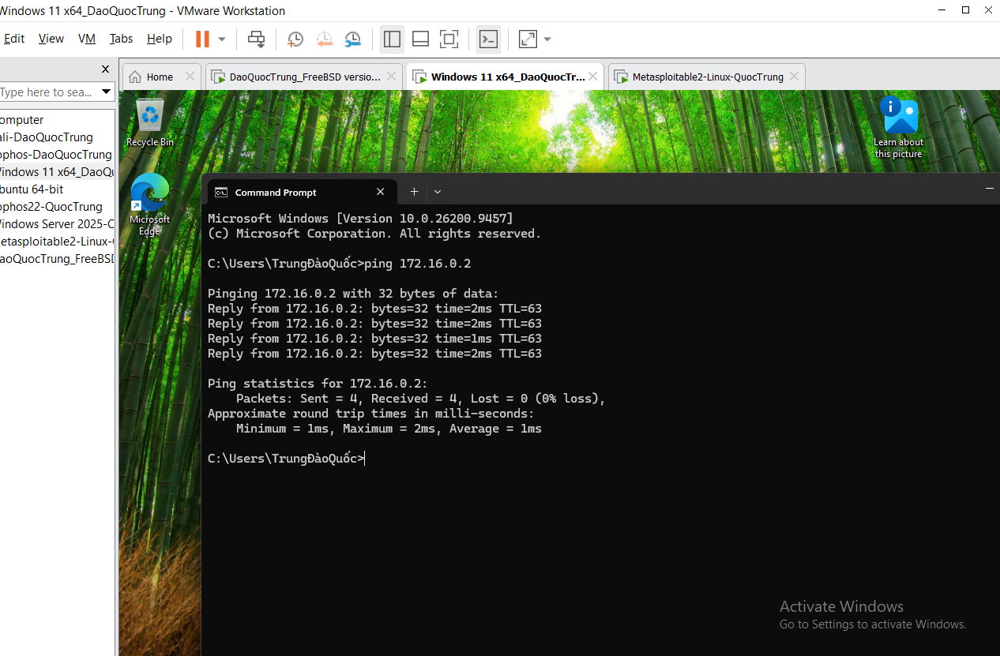 Windows 11 x64_DaoQuocTrung - VMware Workstation
Edit View VM Tabs Help
Type here to sea...
Home
DaoQuocTrung_FreeBSD versio...
Windows 11 x64_DaoQuocTr...
Metasploitable2-Linux-QuocTrung
omputer
ali-DaoQuocTrung
ophos-DaoQuocTrung
Windows 11 x64_DaoQu
buntu 64-bit
ophos22-QuocTrung
Windows Server 2025-
etasploitable2-Linux-
aoQuocTrung_FreeBSD
Recycle Bin
Microsoft
Edge
Learn about
this picture
Command Prompt
Microsoft Windows [Version 10.0.26200.9457]
(c) Microsoft Corporation. All rights reserved.
C:\Users\TrungĐàoQuốc>ping 172.16.0.2
Pinging 172.16.0.2 with 32 bytes of data:
Reply from 172.16.0.2: bytes=32 time=2ms TTL=63
Reply from 172.16.0.2: bytes=32 time=2ms TTL=63
Reply from 172.16.0.2: bytes=32 time=1ms TTL=63
Reply from 172.16.0.2: bytes=32 time=2ms TTL=63
Ping statistics for 172.16.0.2:
Packets: Sent = 4, Received = 4, Lost = 0 (0% loss),
Approximate round trip times in milli-seconds:
Minimum = 1ms, Maximum = 2ms, Average = 1ms
C:\Users\TrungĐàoQuốc>
Activate Windows
Go to Settings to activate Windows.